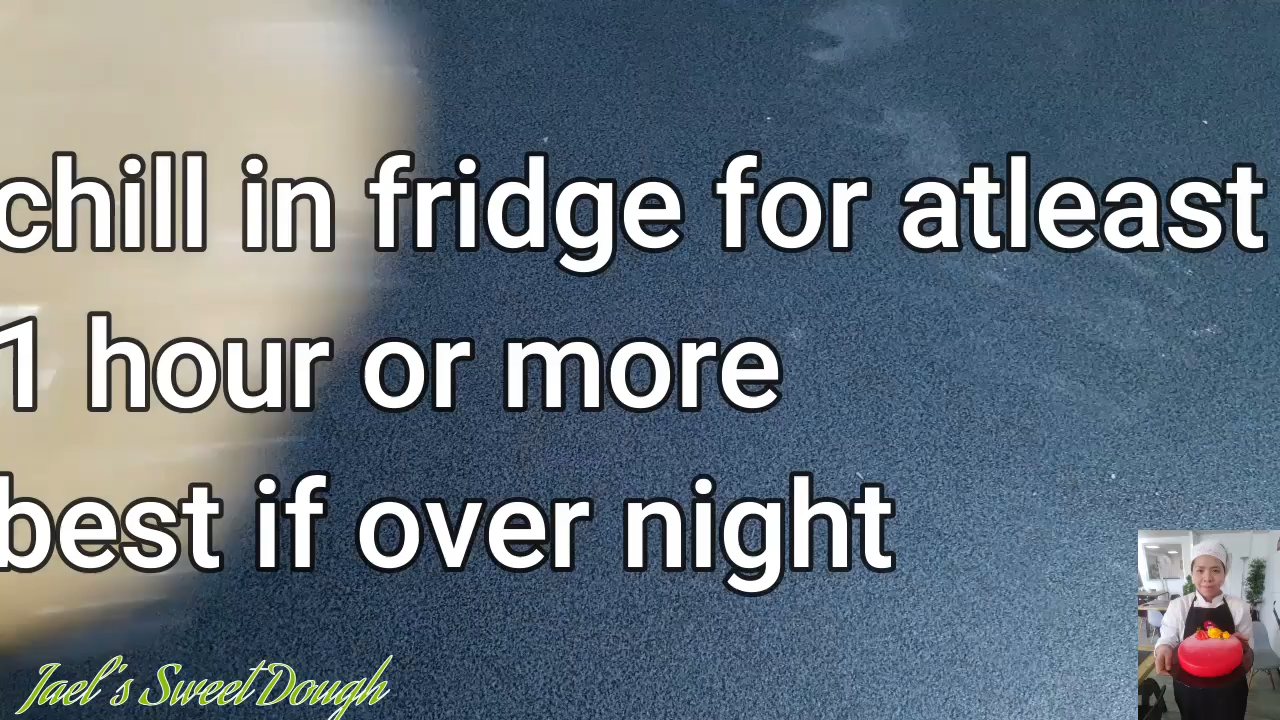 chill in fridge for atleast
1 hour or more
best if over night
Jael's Sweet Dough